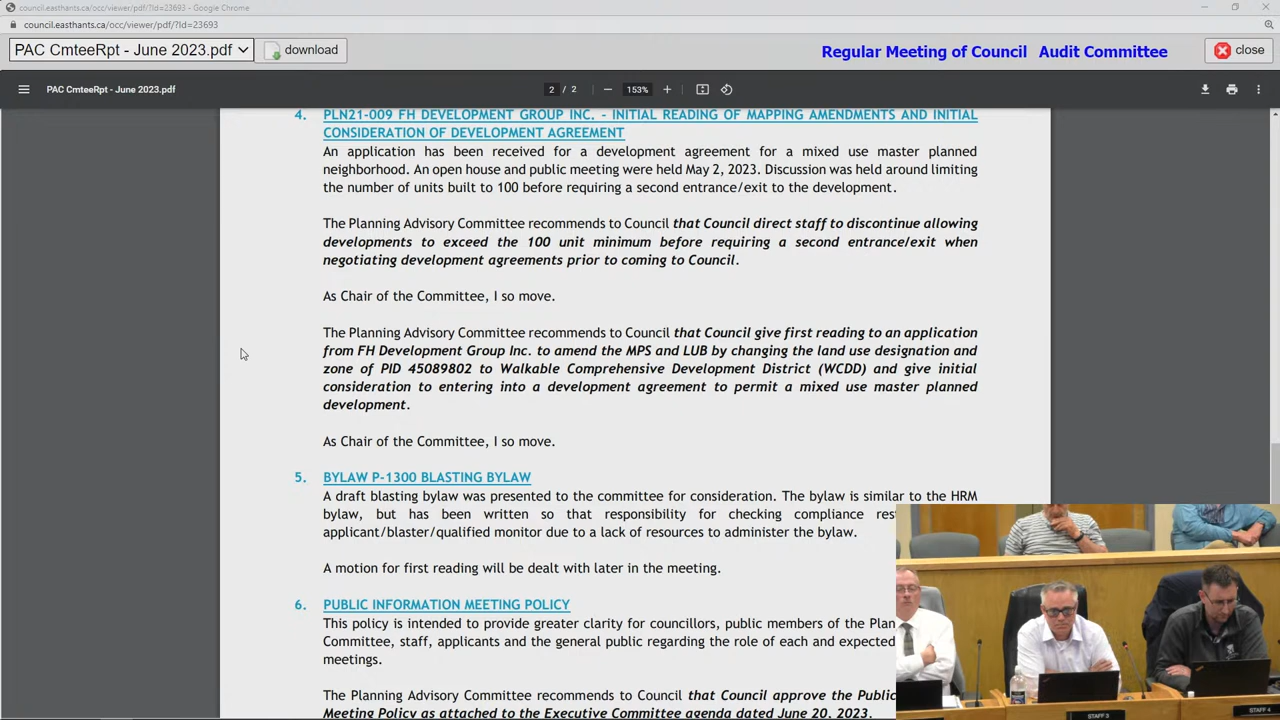 council.easthants.ca/occ/viewer/pdf/?Id=23693 - Google Chrome
council.easthants.ca/occ/viewer/pdf/?Id=23693
PAC CmteeRpt - June 2023.pdf download Regular Meeting of Council Audit Committee close
PAC CmteeRpt - June 2023.pdf 2 / 2 153%
4. PLN21-009 FH DEVELOPMENT GROUP INC. - INITIAL READING OF MAPPING AMENDMENTS AND INITIAL
CONSIDERATION OF DEVELOPMENT AGREEMENT
An application has been received for a development agreement for a mixed use master planned
neighborhood. An open house and public meeting were held May 2, 2023. Discussion was held around limiting
the number of units built to 100 before requiring a second entrance/exit to the development.
The Planning Advisory Committee recommends to Council that Council direct staff to discontinue allowing
developments to exceed the 100 unit minimum before requiring a second entrance/exit when
negotiating development agreements prior to coming to Council.
As Chair of the Committee, I so move.
The Planning Advisory Committee recommends to Council that Council give first reading to an application
from FH Development Group Inc. to amend the MPS and LUB by changing the land use designation and
zone of PID 45089802 to Walkable Comprehensive Development District (WCDD) and give initial
consideration to entering into a development agreement to permit a mixed use master planned
development.
As Chair of the Committee, I so move.
5. BYLAW P-1300 BLASTING BYLAW
A draft blasting bylaw was presented to the committee for consideration. The bylaw is similar to the HRM
bylaw, but has been written so that responsibility for checking compliance
applicant/blaster/qualified monitor due to a lack of resources to administer the bylaw.
A motion for first reading will be dealt with later in the meeting.
6. PUBLIC INFORMATION MEETING POLICY
This policy is intended to provide greater clarity for councillors, public members of the
Committee, staff, applicants and the general public regarding the role of each and expected
meetings.
The Planning Advisory Committee recommends to Council that Council approve the Public
Meeting Policy as attached to the Executive Committee agenda dated June 20, 2023.
STAFF 3
STAFF 4